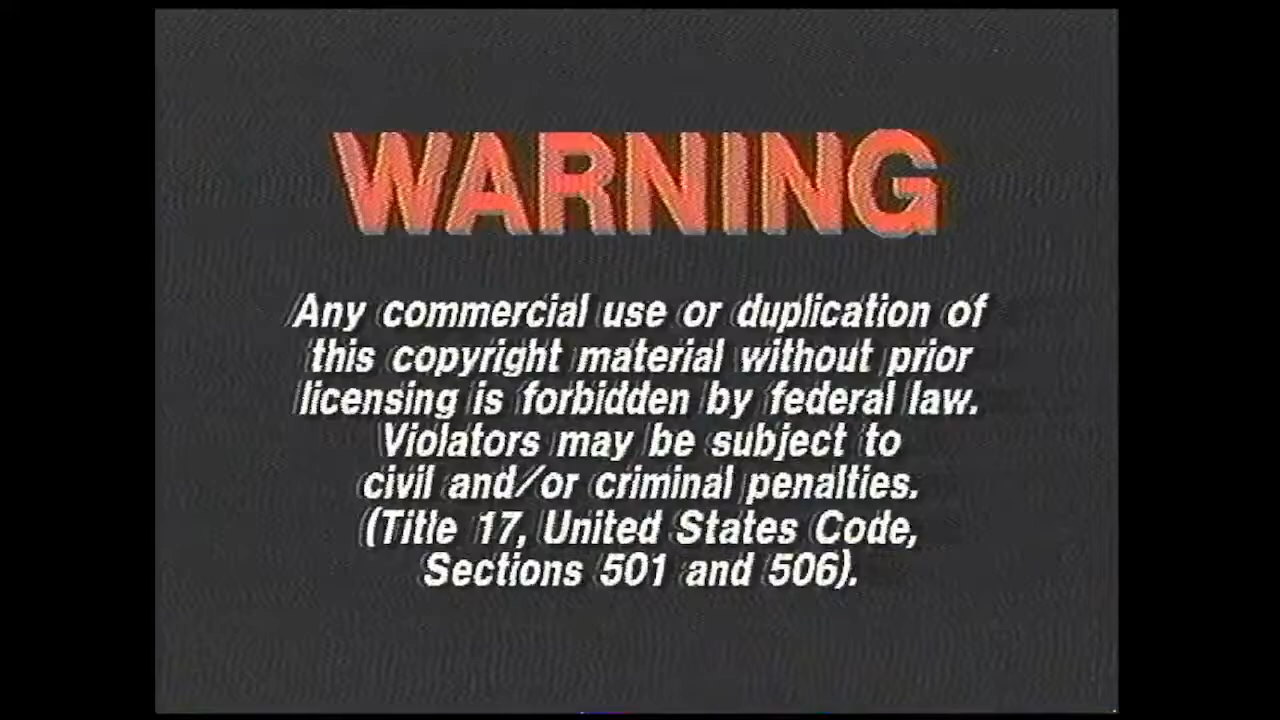 WARNING
Any commercial use or duplication of
this copyright material without prior
licensing is forbidden by federal law.
Violators may be subject to
civil and/or criminal penalties.
(Title 17, United States Code,
Sections 501 and 506).